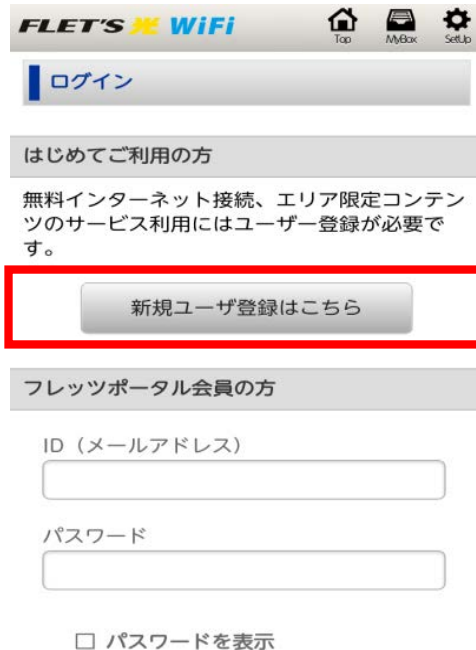 FLET'S 光 WiFi
Top
MyBox
SetUp
ログイン
はじめてご利用の方
無料インターネット接続、エリア限定コンテン
ツのサービス利用にはユーザー登録が必要で
す。
新規ユーザ登録はこちら
フレッツポータル会員の方
ID（メールアドレス）
パスワード
パスワードを表示